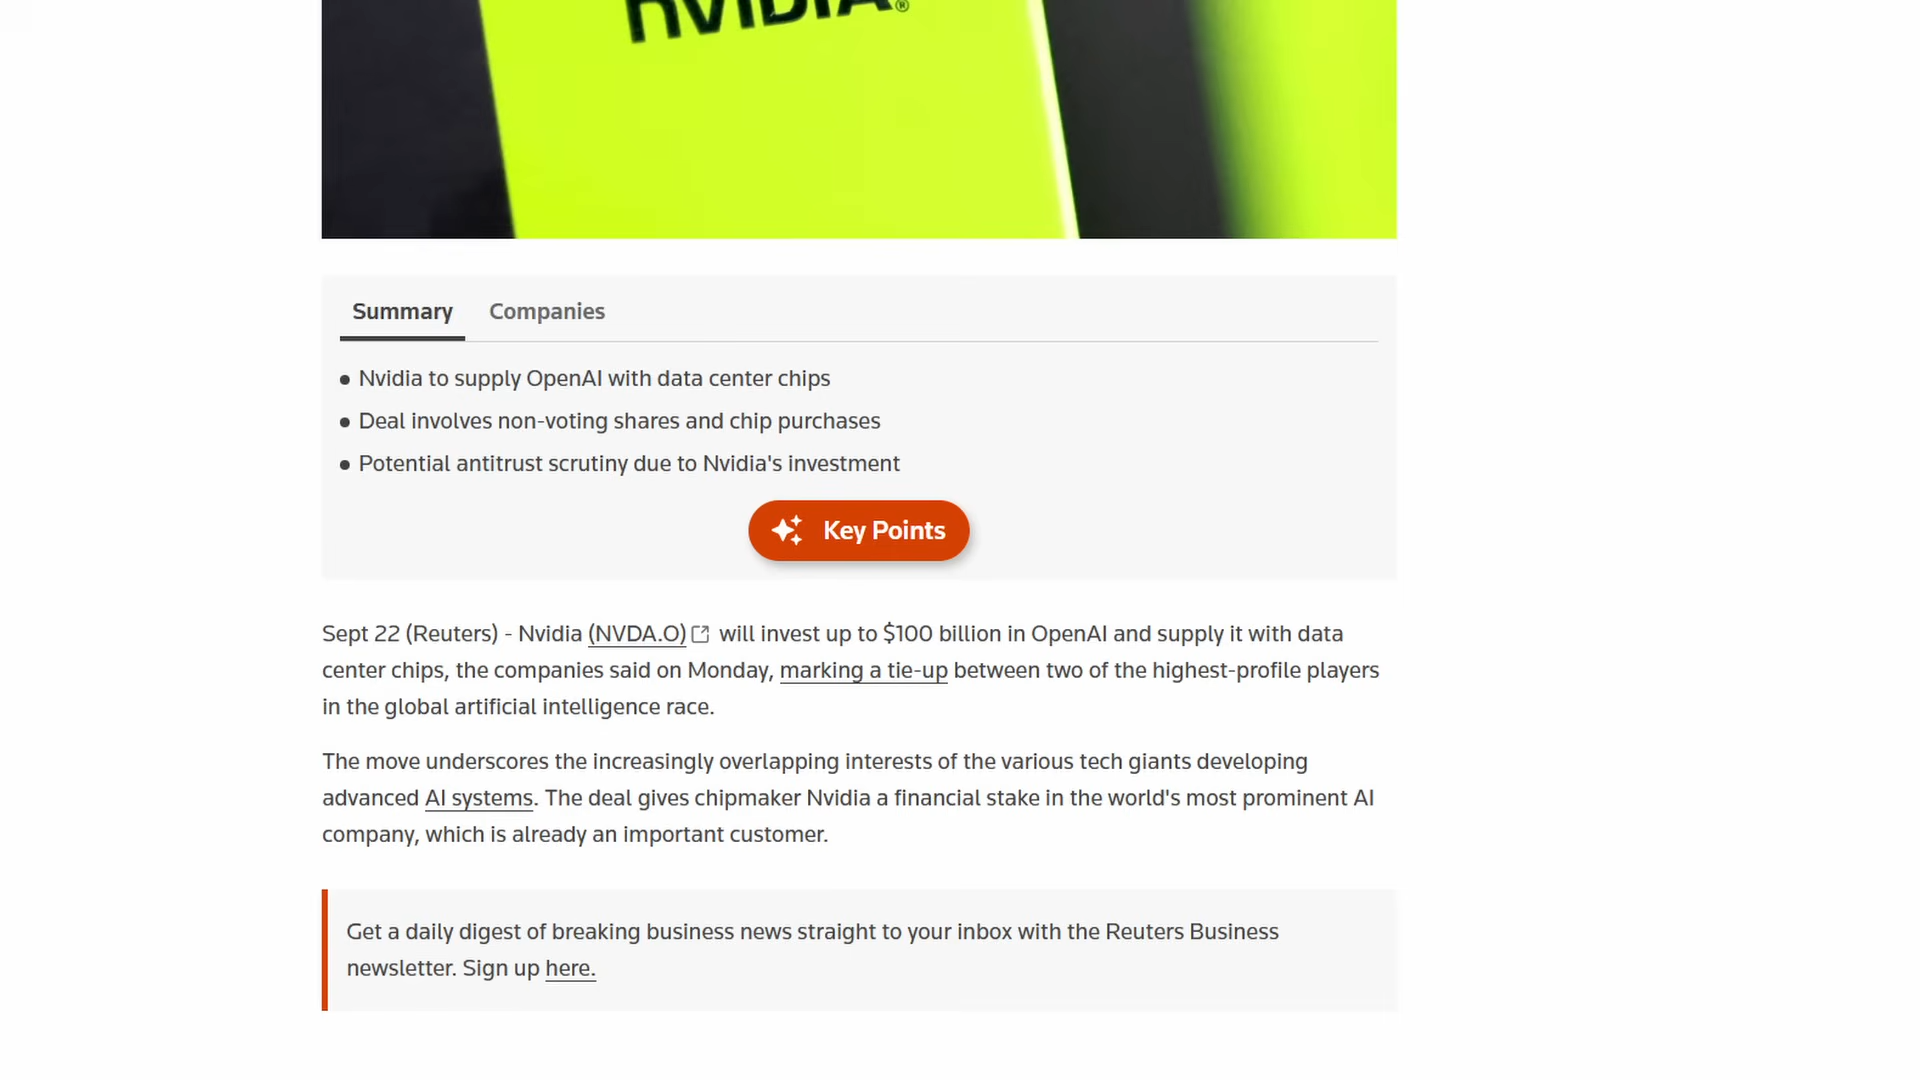 nVIDIA®
Summary Companies
• Nvidia to supply OpenAI with data center chips
• Deal involves non-voting shares and chip purchases
• Potential antitrust scrutiny due to Nvidia's investment
Key Points
Sept 22 (Reuters) - Nvidia (NVDA.O) will invest up to $100 billion in OpenAI and supply it with data
center chips, the companies said on Monday, marking a tie-up between two of the highest-profile players
in the global artificial intelligence race.
The move underscores the increasingly overlapping interests of the various tech giants developing
advanced AI systems. The deal gives chipmaker Nvidia a financial stake in the world's most prominent AI
company, which is already an important customer.
Get a daily digest of breaking business news straight to your inbox with the Reuters Business
newsletter. Sign up here.